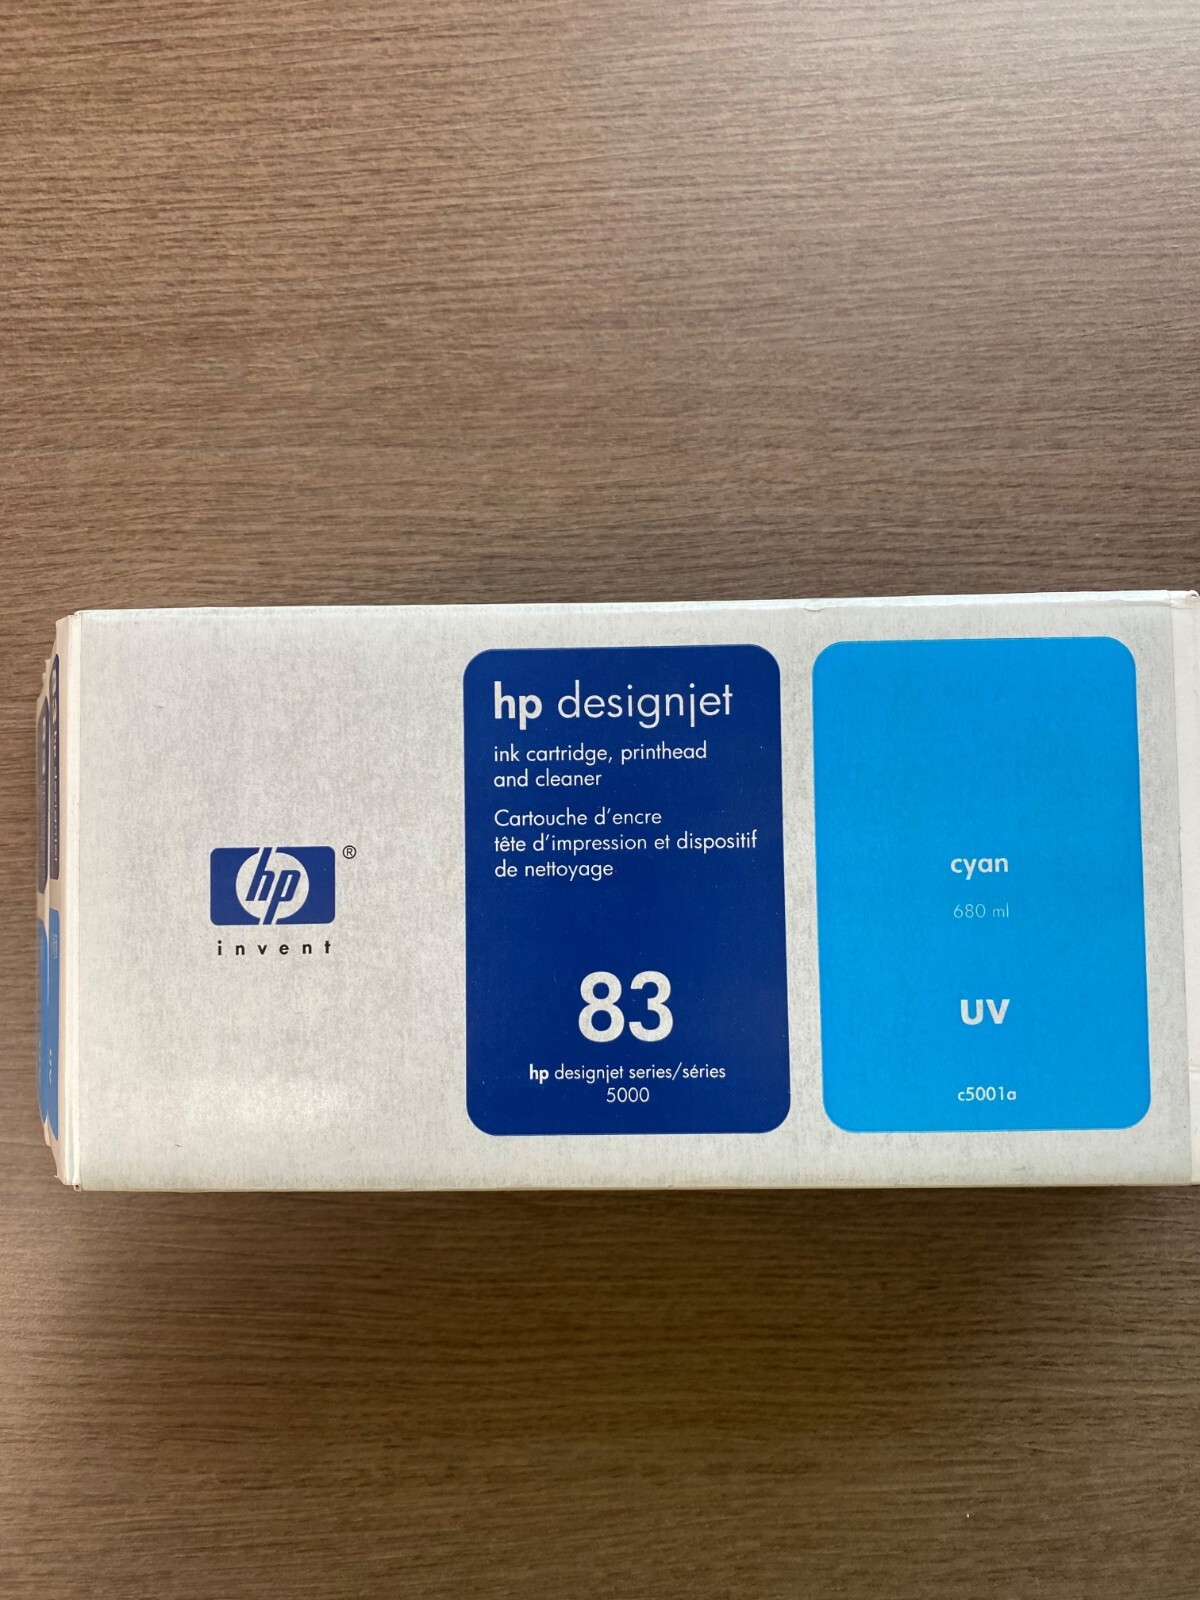 hp
®
invent
hp designjet
ink cartridge, printhead
and cleaner
Cartouche d'encre
tête d'impression et dispositif
de nettoyage
83
hp designjet series/séries
5000
cyan
680 ml
UV
c5001a